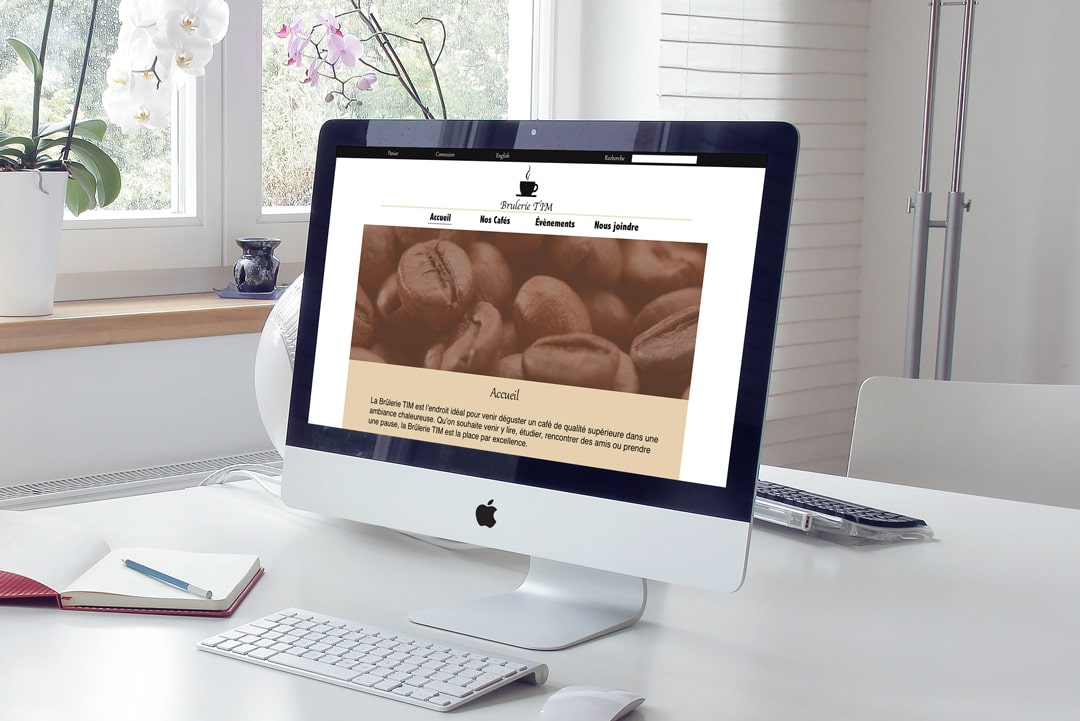 Panier Connexion English Recherche
Brulerie TIM
Accueil Nos Cafés Évènements Nous joindre
Accueil
La Brûlerie TIM est l'endroit idéal pour venir déguster un café de qualité supérieure dans une
ambiance chaleureuse. Qu'on souhaite venir y lire, étudier, rencontrer des amis ou prendre
une pause, la Brûlerie TIM est la place par excellence.